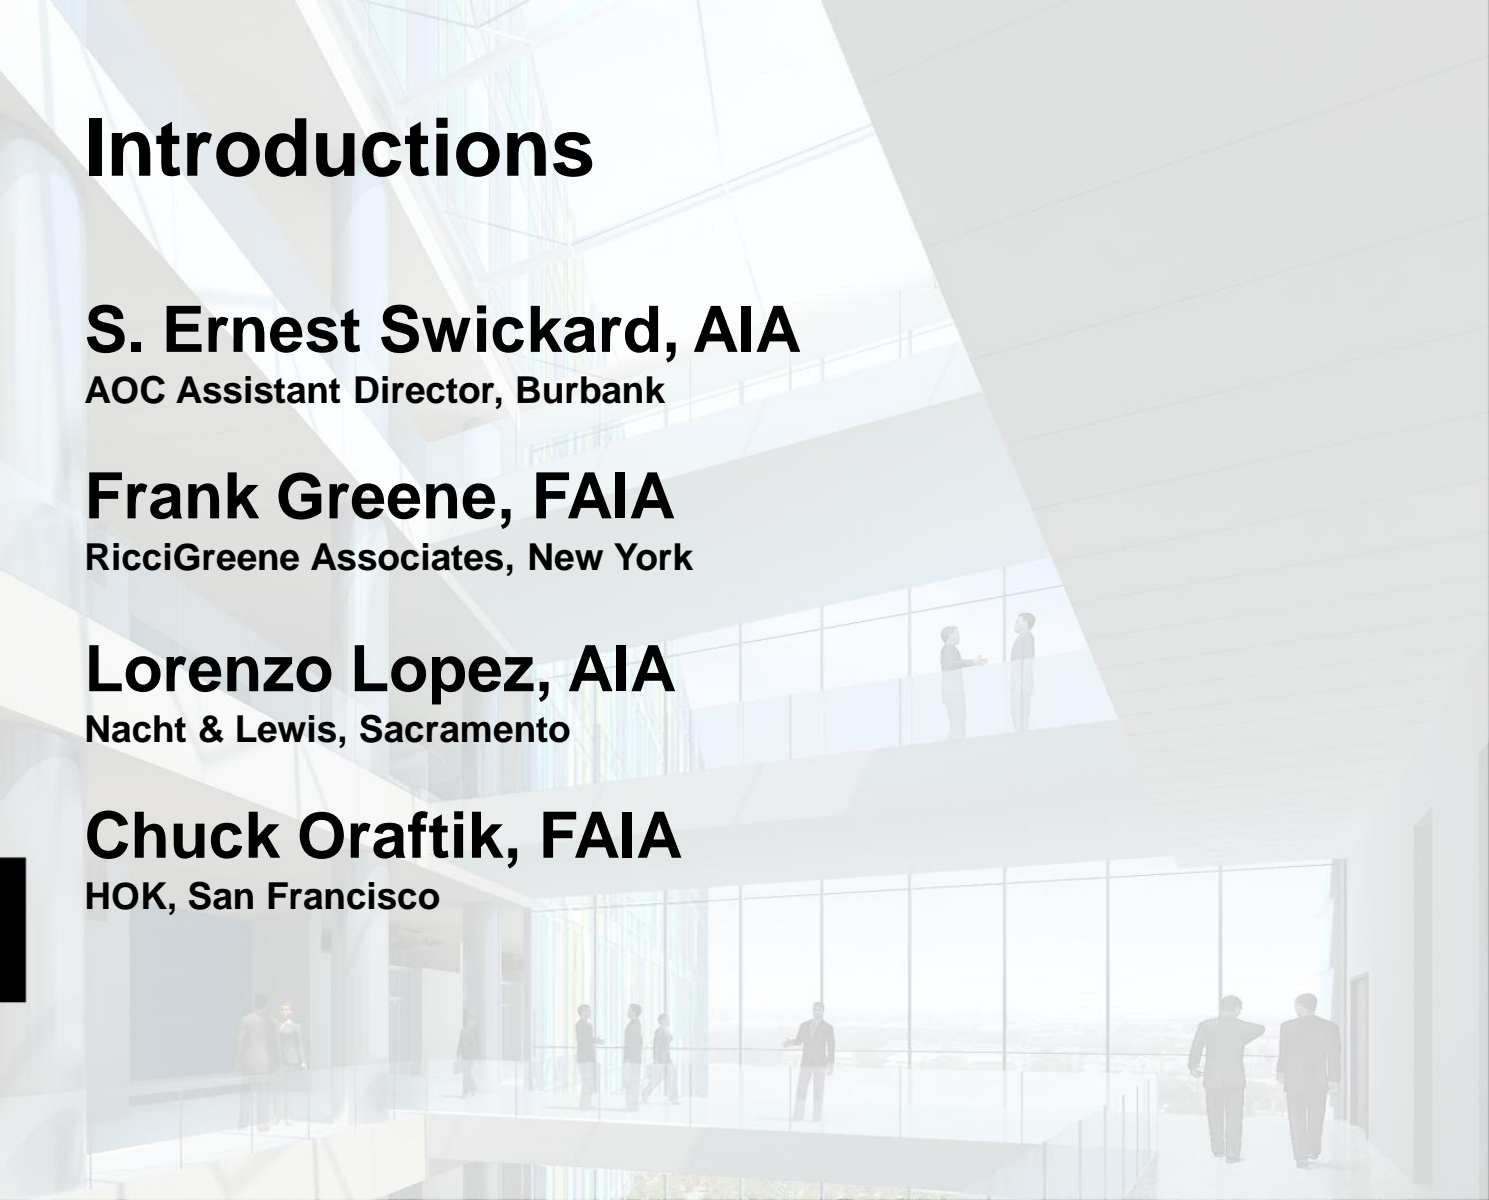 Introductions
S. Ernest Swickard, AIA
AOC Assistant Director, Burbank
Frank Greene, FAIA
RicciGreene Associates, New York
Lorenzo Lopez, AIA
Nacht & Lewis, Sacramento
Chuck Oraftik, FAIA
HOK, San Francisco